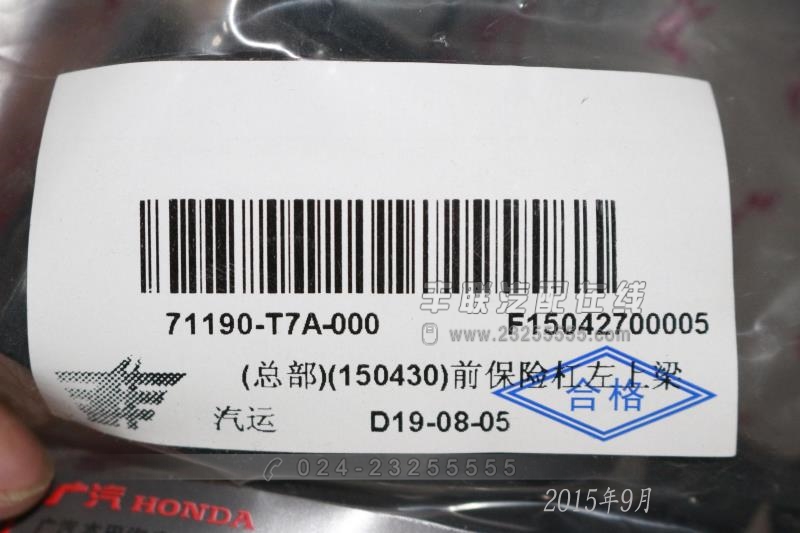 71190-T7A-000 F15042700005
丰联汽配在线
www.23255555.com
(总部)(150430)前保险杠左上梁
合格
汽运 D19-08-05
024-23255555
广汽 HONDA
2015年9月